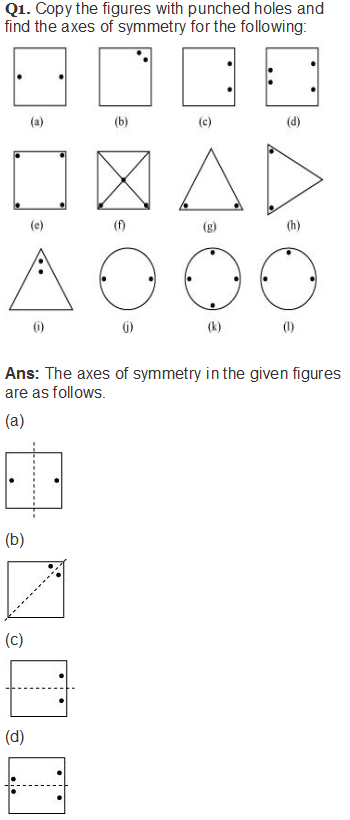 Q1. Copy the figures with punched holes and
find the axes of symmetry for the following:
(a) (b) (c) (d)
(e) (f) (g) (h)
(i) (j) (k) (l)
Ans: The axes of symmetry in the given figures
are as follows.
(a)
(b)
(c)
(d)